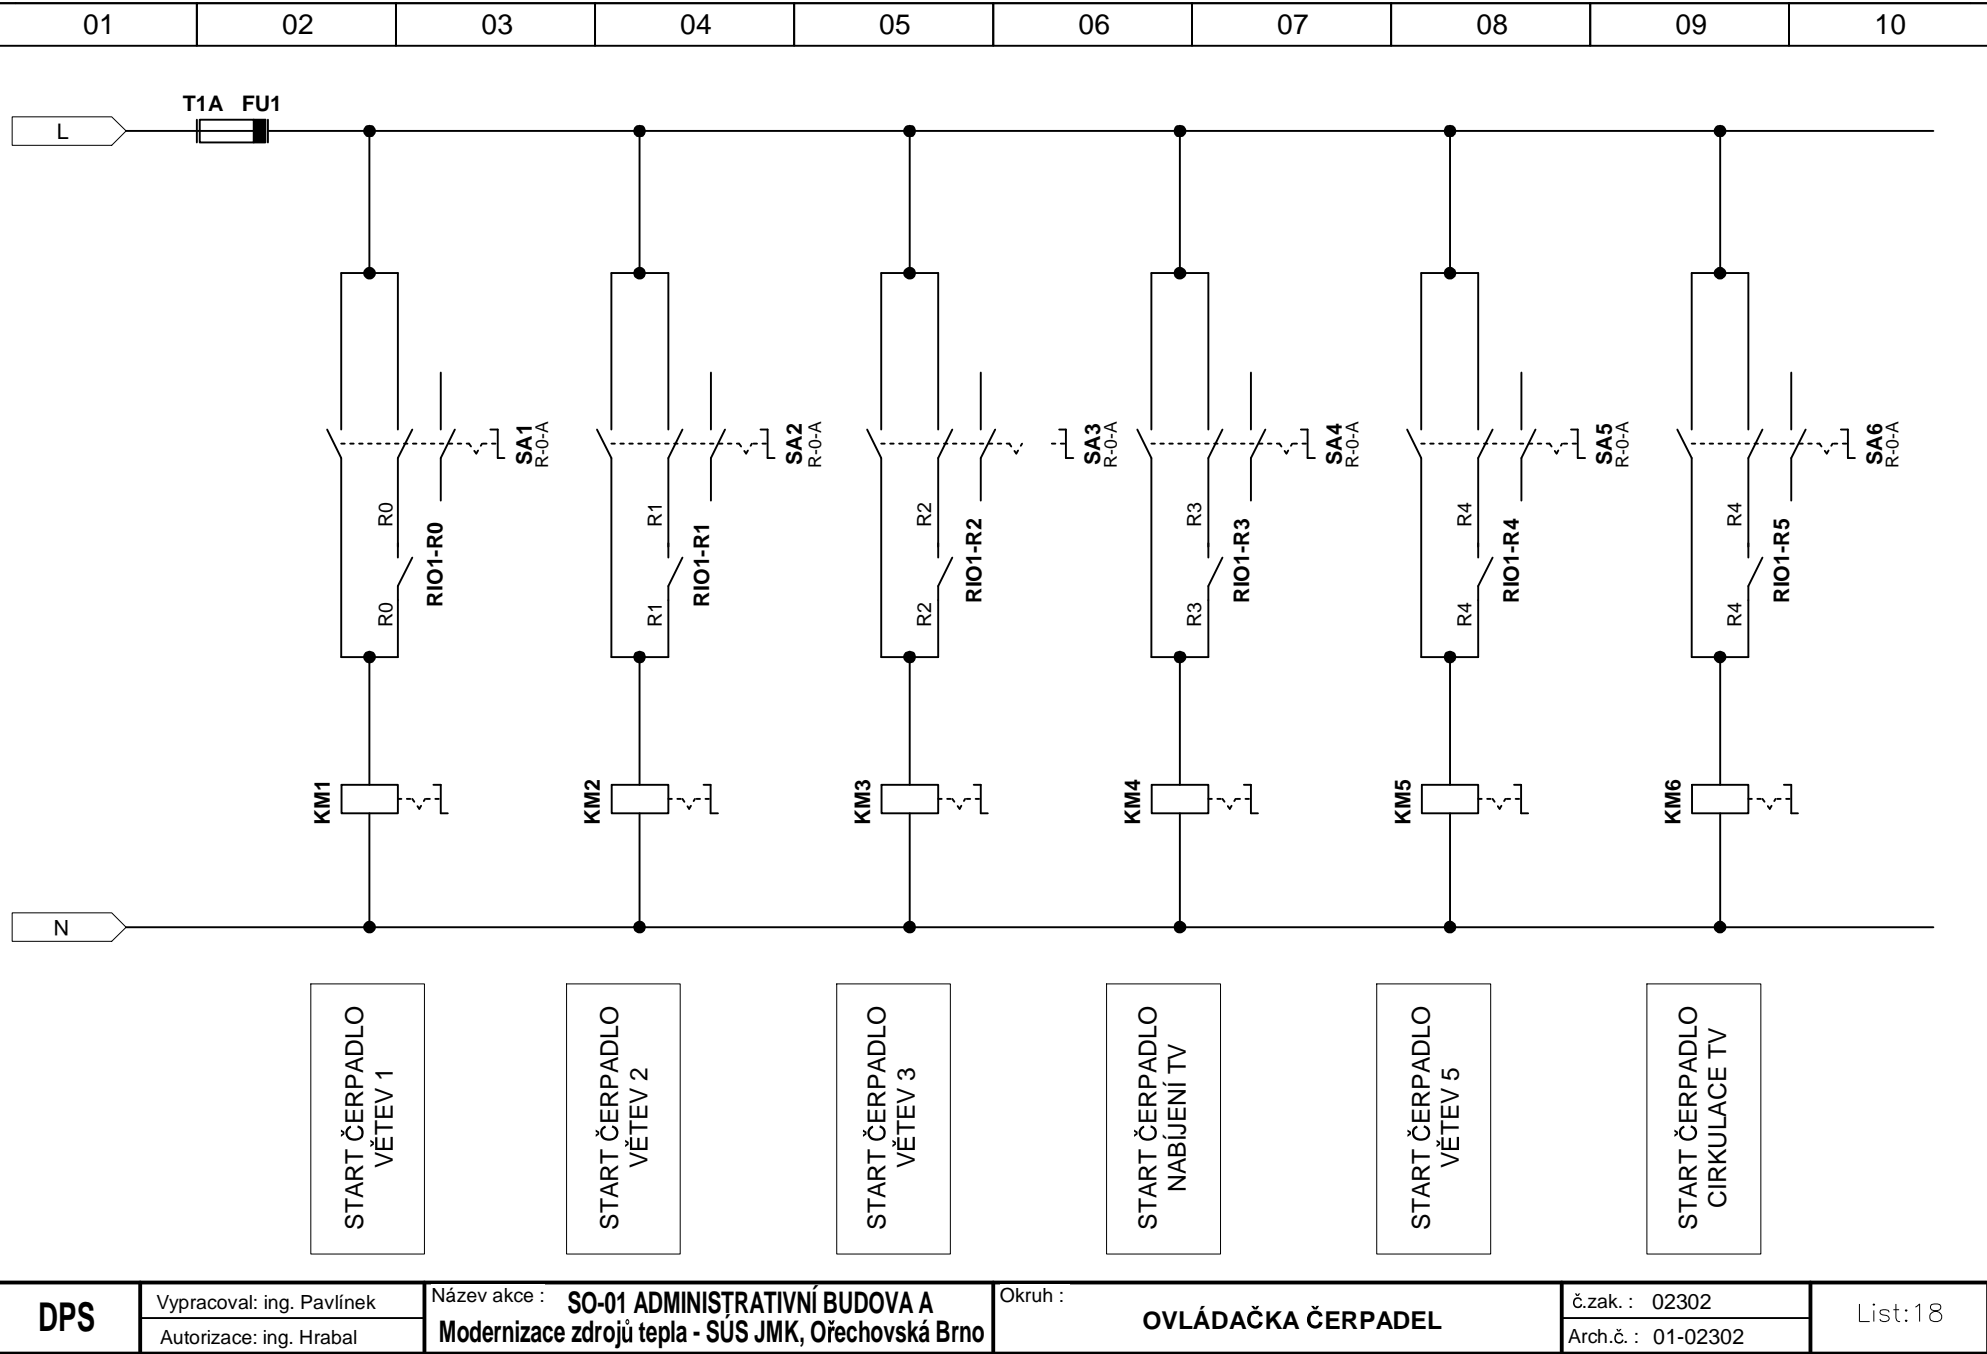 01 02 03 04 05 06 07 08 09 10
T1A FU1
L
SA1
R-0-A
SA2
R-0-A
SA3
R-0-A
SA4
R-0-A
SA5
R-0-A
SA6
R-0-A
R0
RIO1-R0
R0
R1
RIO1-R1
R1
R2
RIO1-R2
R2
R3
RIO1-R3
R3
R4
RIO1-R4
R4
R4
RIO1-R5
R4
KM1
KM2
KM3
KM4
KM5
KM6
N
START ČERPADLO
VĚTEV 1
START ČERPADLO
VĚTEV 2
START ČERPADLO
VĚTEV 3
START ČERPADLO
NABÍJENÍ TV
START ČERPADLO
VĚTEV 5
START ČERPADLO
CIRKULACE TV
DPS
Vypracoval: ing. Pavlínek
Autorizace: ing. Hrabal
Název akce :
SO-01 ADMINISTRATIVNÍ BUDOVA A
Modernizace zdrojů tepla - SÚS JMK, Ořechovská Brno
Okruh :
OVLÁDAČKA ČERPADEL
č.zak. : 02302
Arch.č. : 01-02302
List:18